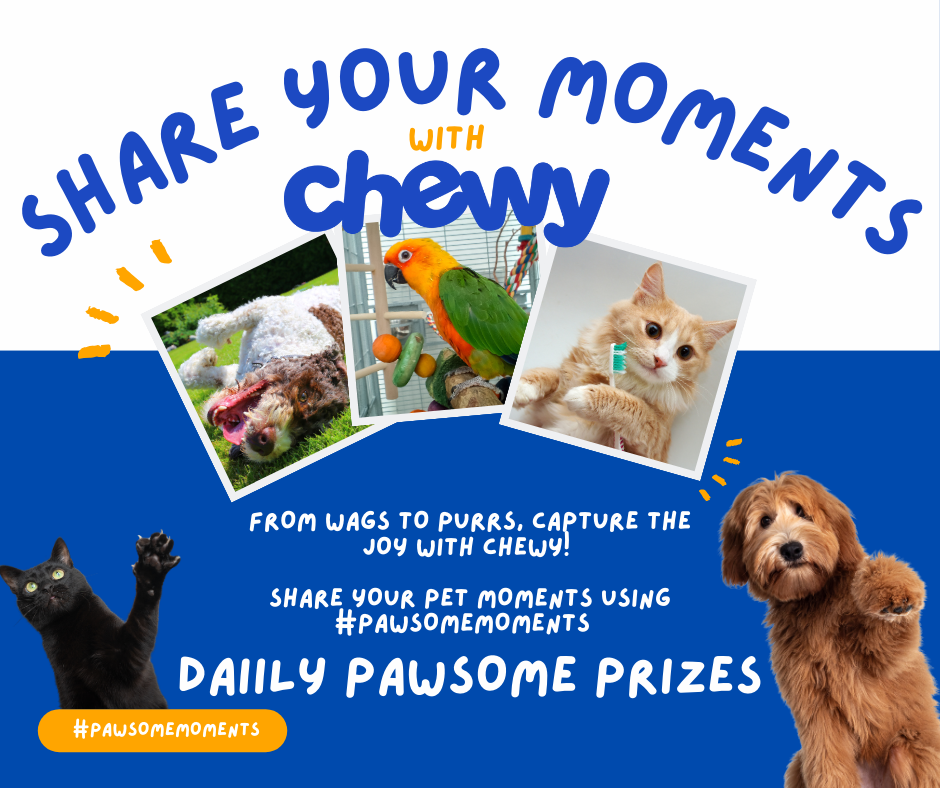 SHARE YOUR MOMENTS
WITH
chewy
FROM WAGS TO PURRS, CAPTURE THE
JOY WITH CHEWY!
SHARE YOUR PET MOMENTS USING
#PAWSOMEMOMENTS
DAIILY PAWSOME PRIZES
#PAWSOMEMOMENTS